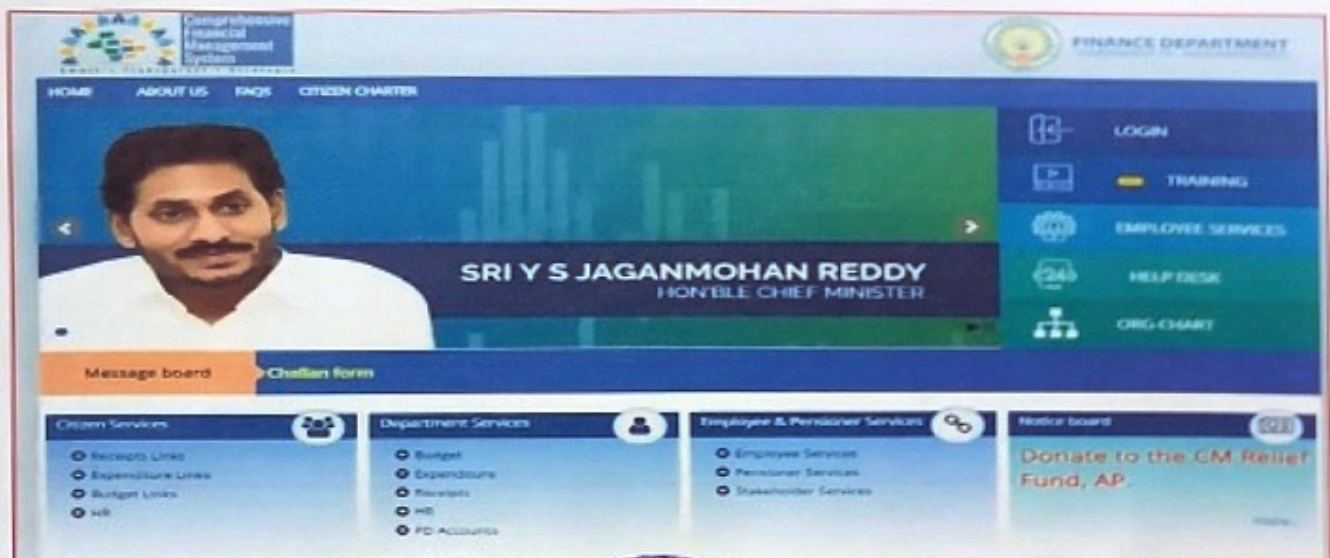 Comprehensive
Financial
Management
System
FINANCE DEPARTMENT
HOME ABOUT US FAQS CITIZEN CHARTER
LOGIN
TRAINING
EMPLOYEE SERVICES
HELP DESK
ORG-CHART
SRI Y S JAGANMOHAN REDDY
HON'BLE CHIEF MINISTER
Message board
Challan form
Citizen Services
Receipts Links
Expenditure Links
Budget Links
HR
Department Services
Budget
Expenditure
Receipts
HR
PD Accounts
Employee & Pensioner Services
Employee Services
Pensioner Services
Stakeholder Services
Notice board
Donate to the CM Relief
Fund, AP.